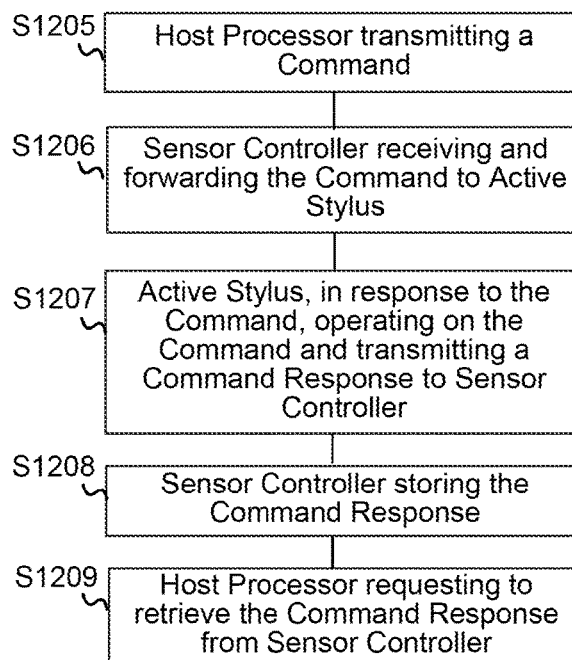 S1205
Host Processor transmitting a
Command
S1206
Sensor Controller receiving and
forwarding the Command to Active
Stylus
S1207
Active Stylus, in response to the
Command, operating on the
Command and transmitting a
Command Response to Sensor
Controller
S1208
Sensor Controller storing the
Command Response
S1209
Host Processor requesting to
retrieve the Command Response
from Sensor Controller